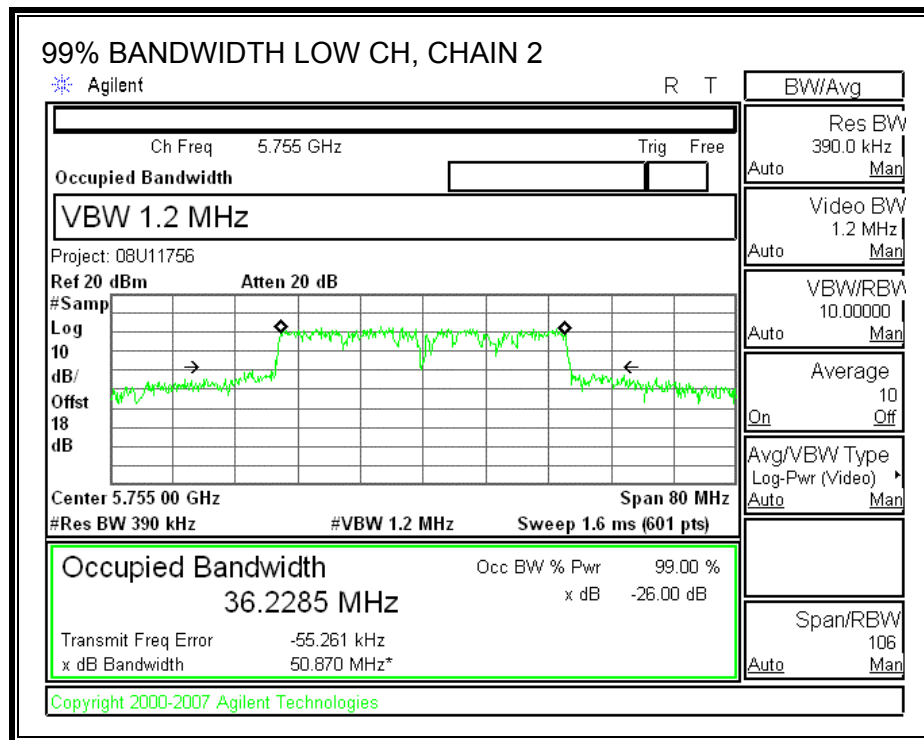 99% BANDWIDTH LOW CH, CHAIN 2
Agilent R T
Ch Freq 5.755 GHz Trig Free
Occupied Bandwidth
VBW 1.2 MHz
Project: 08U11756
Ref 20 dBm Atten 20 dB
#Samp
Log
10
dB/
Offst
18
dB
Center 5.755 00 GHz Span 80 MHz
#Res BW 390 kHz #VBW 1.2 MHz Sweep 1.6 ms (601 pts)
Occupied Bandwidth
36.2285 MHz
Occ BW % Pwr 99.00 %
x dB -26.00 dB
Transmit Freq Error -55.261 kHz
x dB Bandwidth 50.870 MHz*
Copyright 2000-2007 Agilent Technologies
BW/Avg
Res BW
390.0 kHz
Auto Man
Video BW
1.2 MHz
Auto Man
VBW/RBW
10.00000
Auto Man
Average
10
On Off
Avg/VBW Type
Log-Pwr (Video)
Auto Man
Span/RBW
106
Auto Man